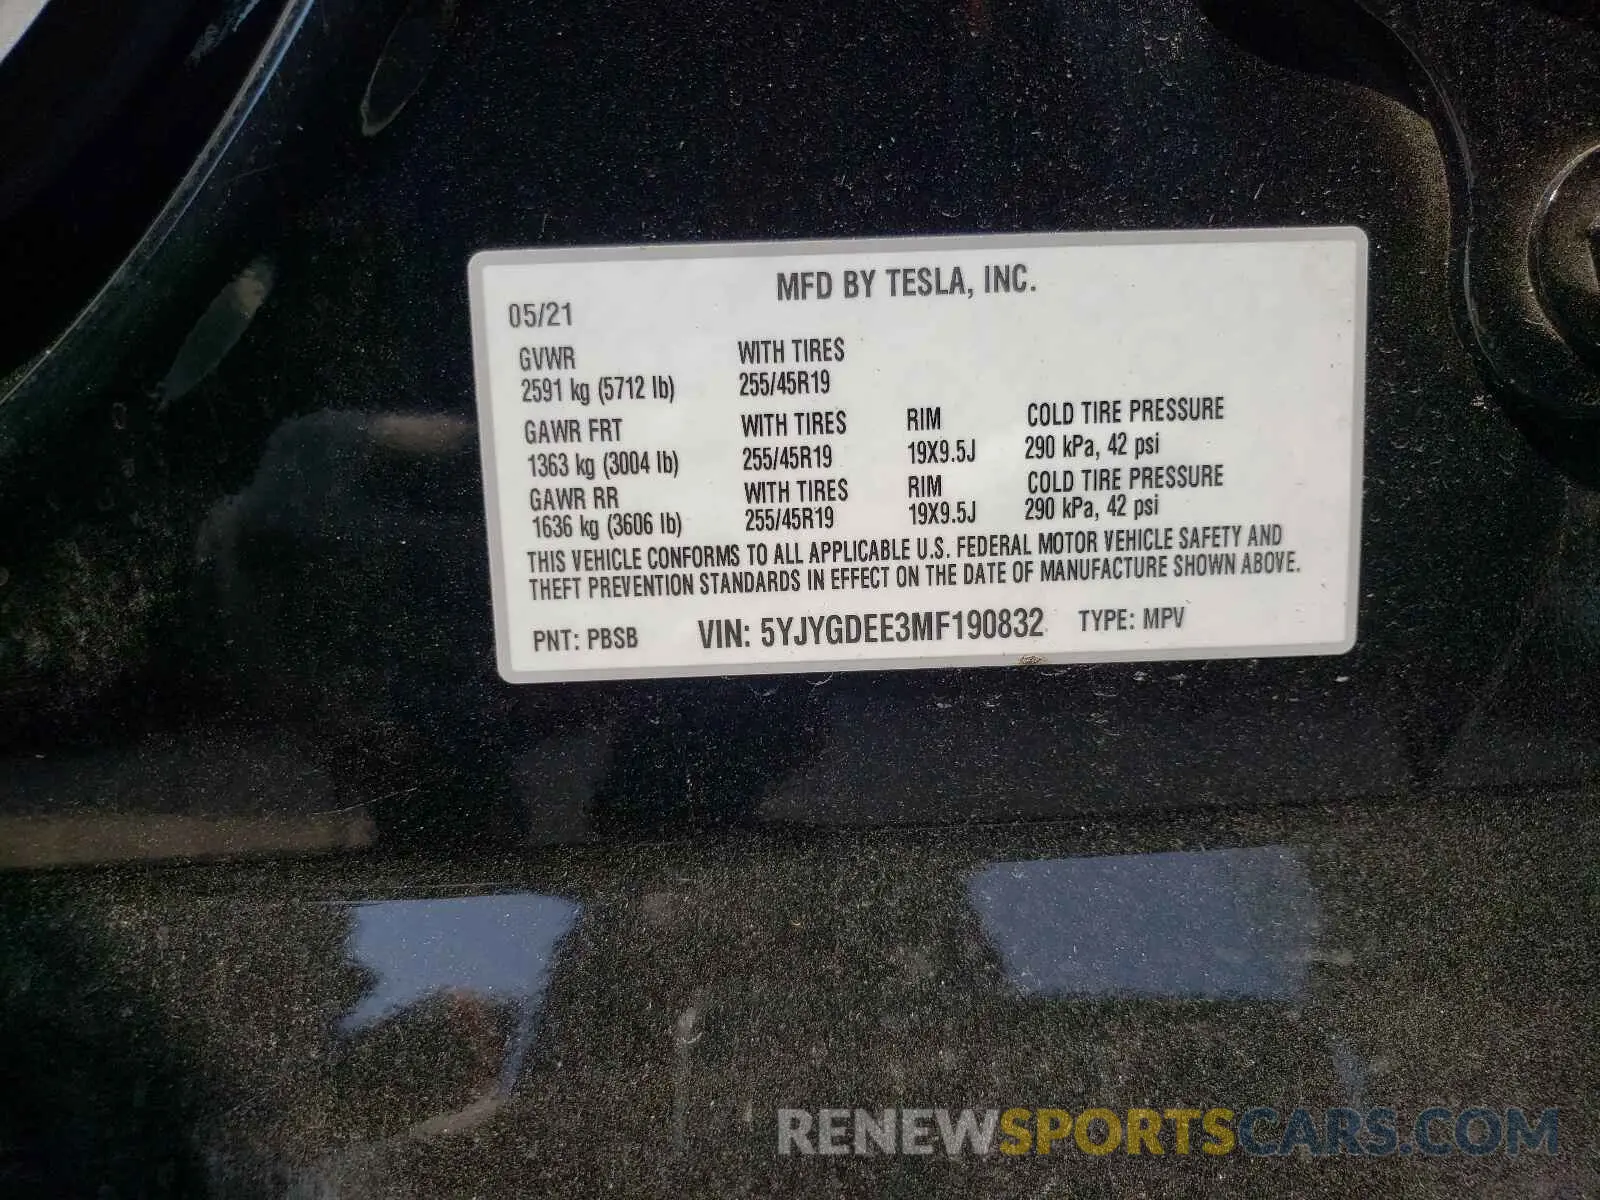 MFD BY TESLA, INC.
05/21
GVWR WITH TIRES
2591 kg (5712 lb) 255/45R19
GAWR FRT WITH TIRES RIM COLD TIRE PRESSURE
1363 kg (3004 lb) 255/45R19 19X9.5J 290 kPa, 42 psi
GAWR RR WITH TIRES RIM COLD TIRE PRESSURE
1636 kg (3606 lb) 255/45R19 19X9.5J 290 kPa, 42 psi
THIS VEHICLE CONFORMS TO ALL APPLICABLE U.S. FEDERAL MOTOR VEHICLE SAFETY AND
THEFT PREVENTION STANDARDS IN EFFECT ON THE DATE OF MANUFACTURE SHOWN ABOVE.
PNT: PBSB VIN: 5YJYGDEE3MF190832 TYPE: MPV
RENEWSPORTSCARS.COM